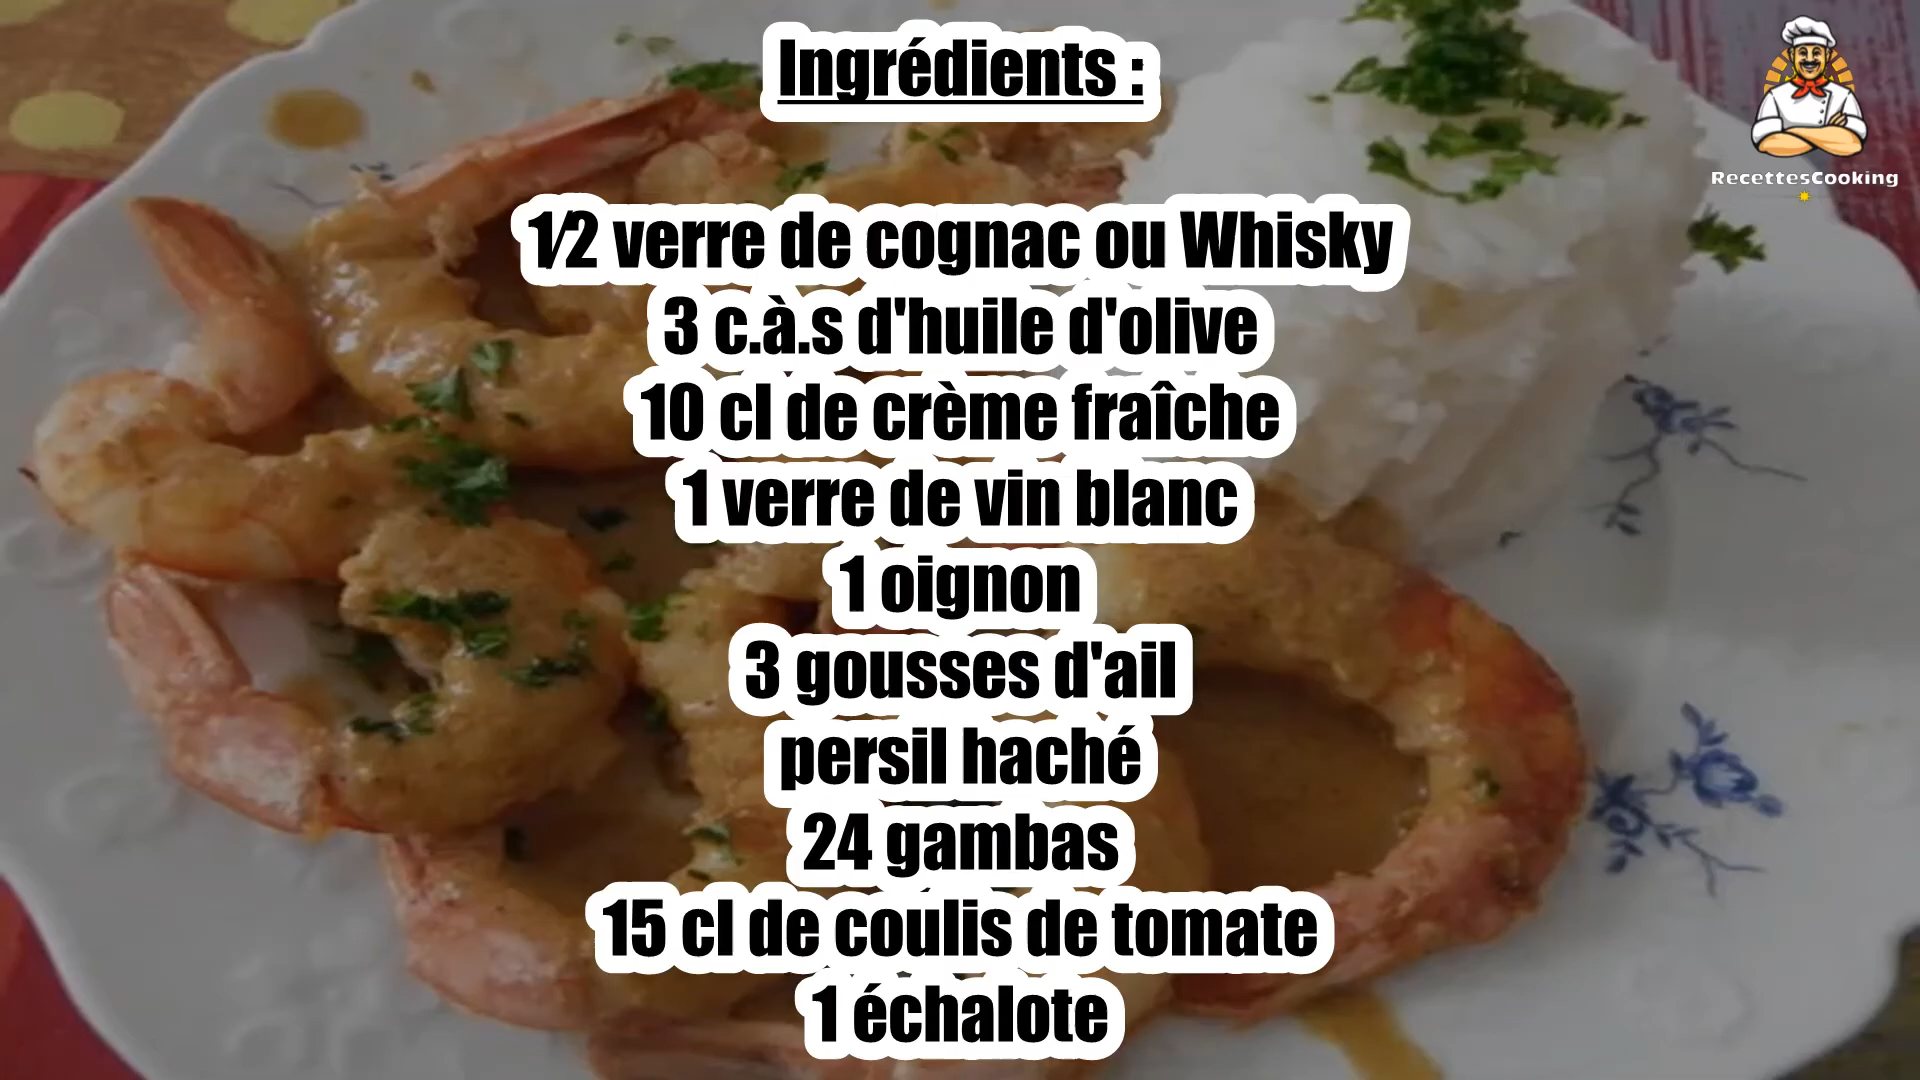 Ingrédients :
RecettesCooking
1⁄2 verre de cognac ou Whisky
3 c.à.s d'huile d'olive
10 cl de crème fraîche
1 verre de vin blanc
1 oignon
3 gousses d'ail
persil haché
24 gambas
15 cl de coulis de tomate
1 échalote